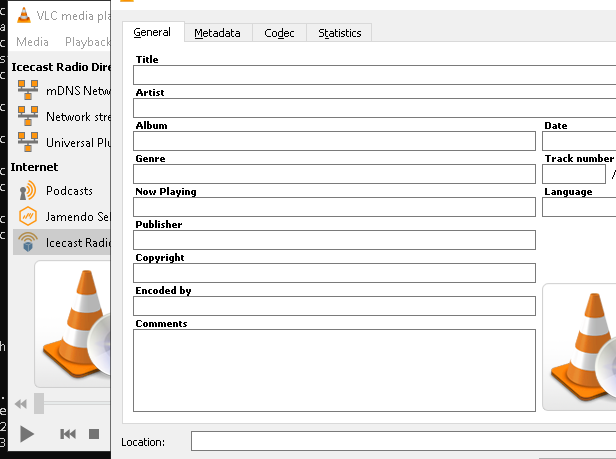 VLC media pla
Media Playback
Icecast Radio Dire
mDNS Netw
Network stre
Universal Plu
Internet
Podcasts
Jamendo Sel
Icecast Radio
General Metadata Codec Statistics
Title
Artist
Album Date
Genre Track number
/
Now Playing Language
Publisher
Copyright
Encoded by
Comments
Location: